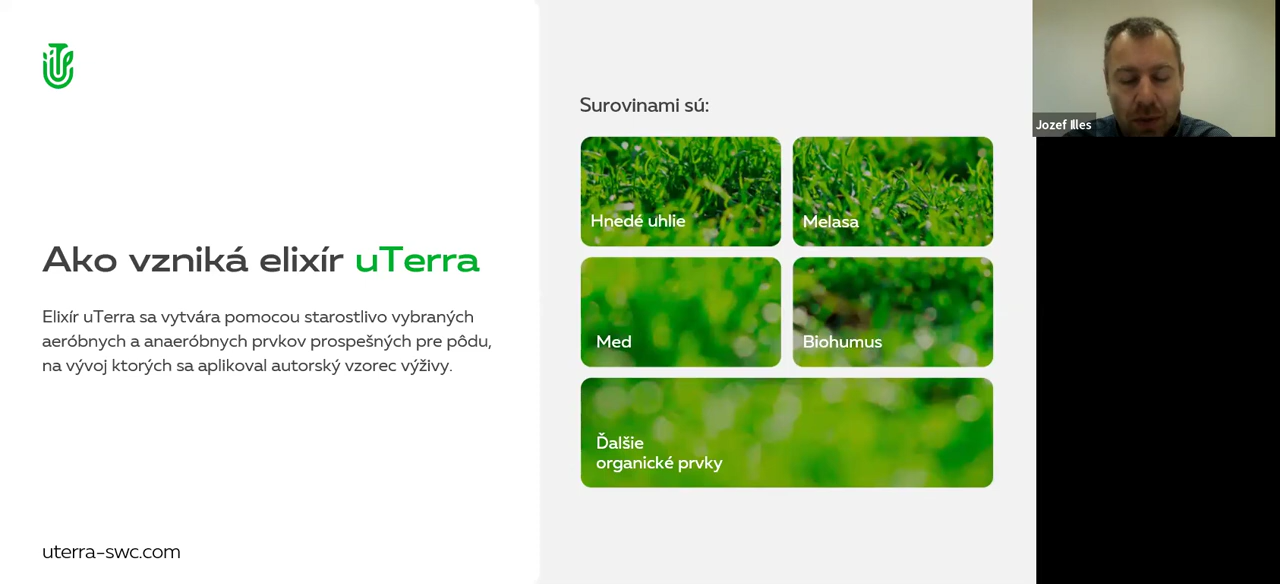 Ako vzniká elixír uTerra
Elixír uTerra sa vytvára pomocou starostlivo vybraných
aeróbnych a anaeróbnych prvkov prospešných pre pôdu,
na vývoj ktorých sa aplikoval autorský vzorec výživy.
uterra-swc.com
Surovinami sú:
Hnedé uhlie
Melasa
Med
Biohumus
Ďalšie
organické prvky
Jozef Illes